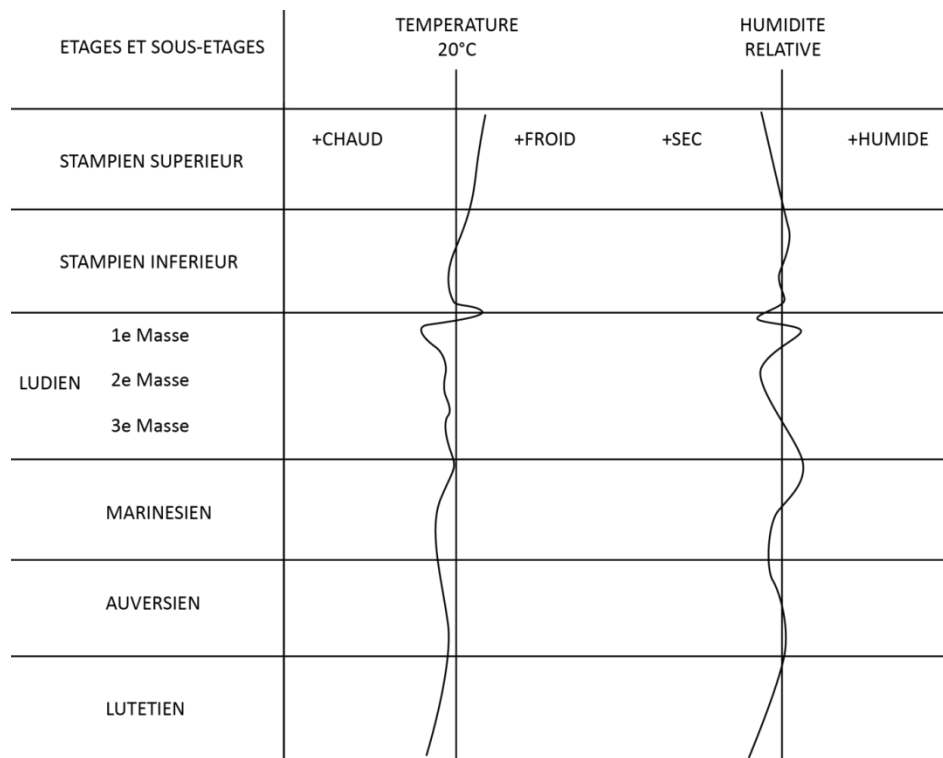 ETAGES ET SOUS-ETAGES
TEMPERATURE
20°C
HUMIDITE
RELATIVE
STAMPIEN SUPERIEUR
+CHAUD
+FROID
+SEC
+HUMIDE
STAMPIEN INFERIEUR
LUDIEN
1e Masse
2e Masse
3e Masse
MARINESIEN
AUVERSIEN
LUTETIEN